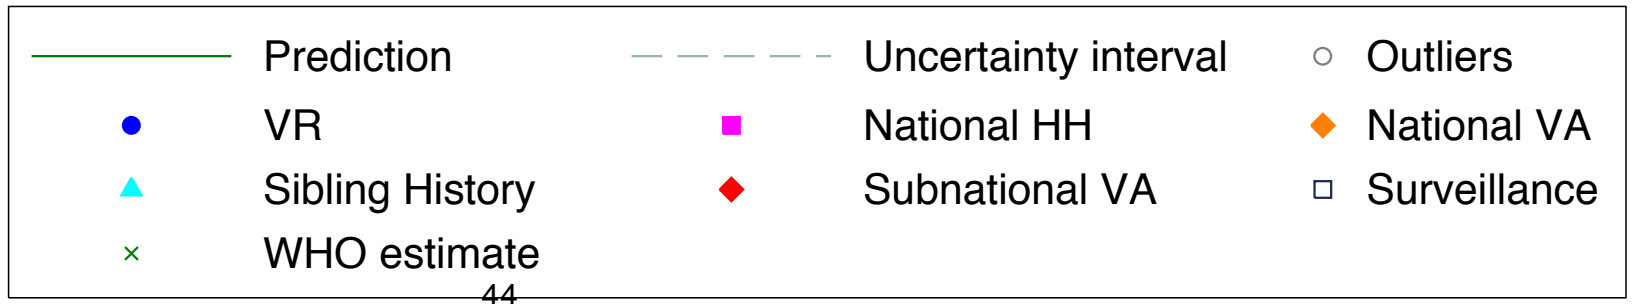 Prediction Uncertainty interval Outliers
VR National HH National VA
Sibling History Subnational VA Surveillance
WHO estimate
44